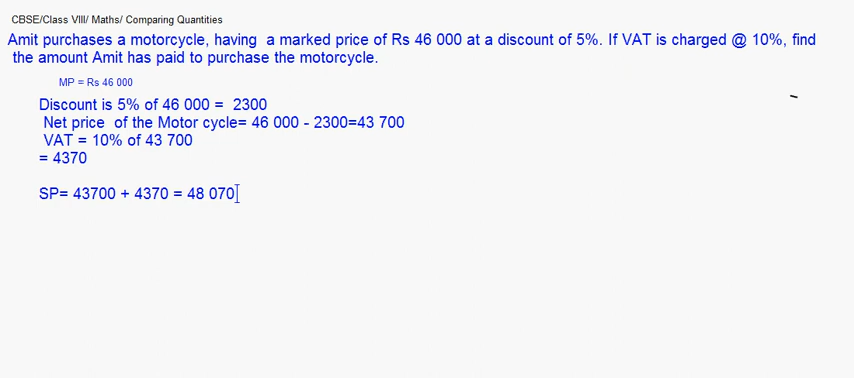 CBSE/Class VIII/ Maths/ Comparing Quantities
Amit purchases a motorcycle, having a marked price of Rs 46 000 at a discount of 5%. If VAT is charged @ 10%, find
the amount Amit has paid to purchase the motorcycle.
MP = Rs 46 000
Discount is 5% of 46 000 = 2300
Net price of the Motor cycle= 46 000 - 2300=43 700
VAT = 10% of 43 700
= 4370
SP= 43700 + 4370 = 48 070